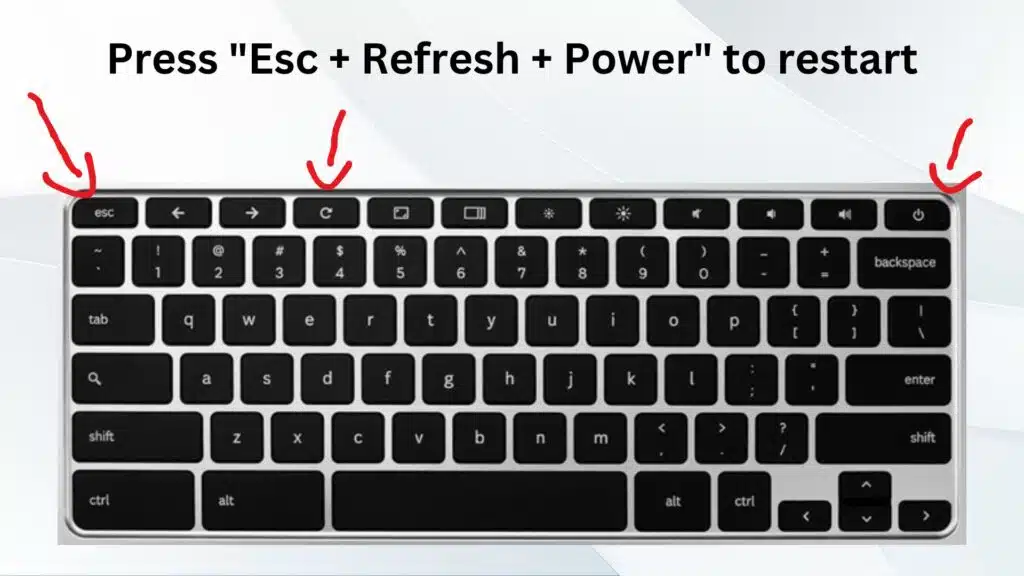 Press "Esc + Refresh + Power" to restart
esc
~ ! @ # $ % ^ & * ( ) _ +
` 1 2 3 4 5 6 7 8 9 0 - = backspace
tab q w e r t y u i o p { [ } ] | \
a s d f g h j k l : ; " ' enter
shift z x c v b n m < , > . ? / shift
ctrl alt alt ctrl